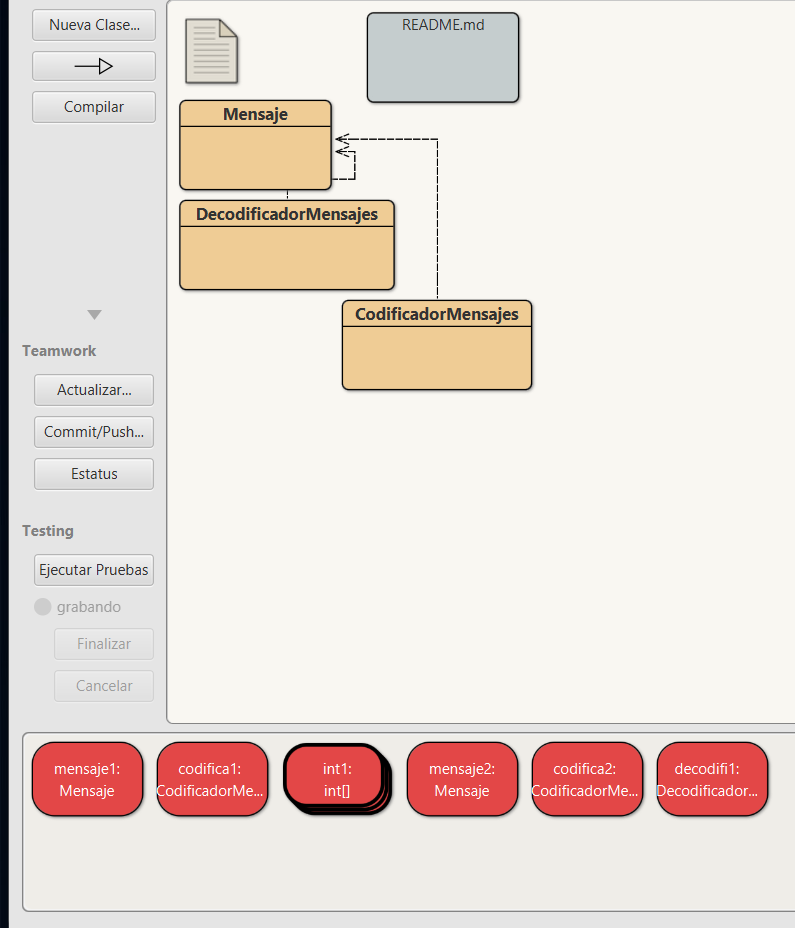 Nueva Clase...
Compilar
Teamwork
Actualizar...
Commit/Push...
Estatus
Testing
Ejecutar Pruebas
grabando
Finalizar
Cancelar
README.md
Mensaje
DecodificadorMensajes
CodificadorMensajes
mensaje1:
Mensaje
codifica1:
CodificadorMe...
int1:
int[]
mensaje2:
Mensaje
codifica2:
CodificadorMe...
decodifi1:
Decodificador...